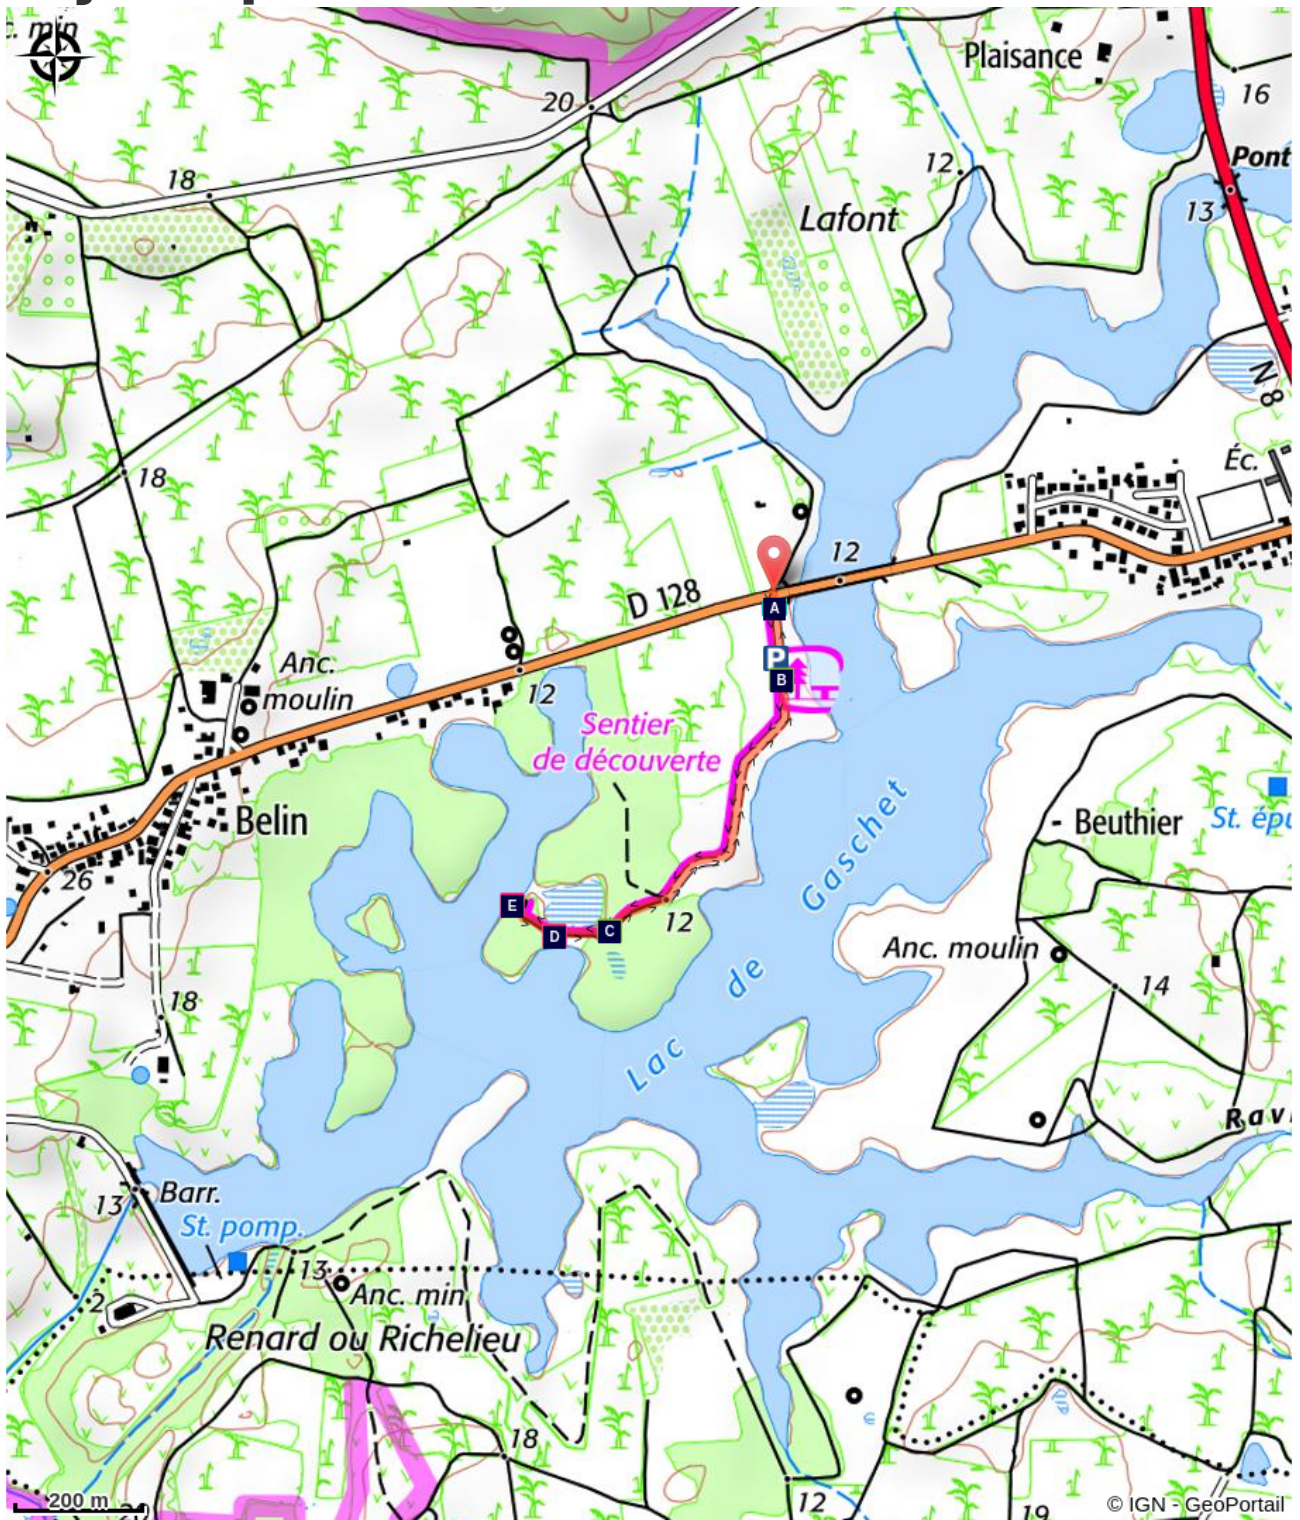 c. min
Plaisance
20
16
Pont
12
18
13
Lafont
N 8
18
Éc.
12
D 128
A
P
B
Anc.
moulin
12
Sentier
de découverte
Belin
Beuthier
St. épu
26
Gaschet
E
D
C
12
Anc. moulin
de
14
18
Lac
Ravi
13
Barr.
St. pomp.
13
2
Anc. min
Renard ou Richelieu
18
200 m
12
19
© IGN - GeoPortail